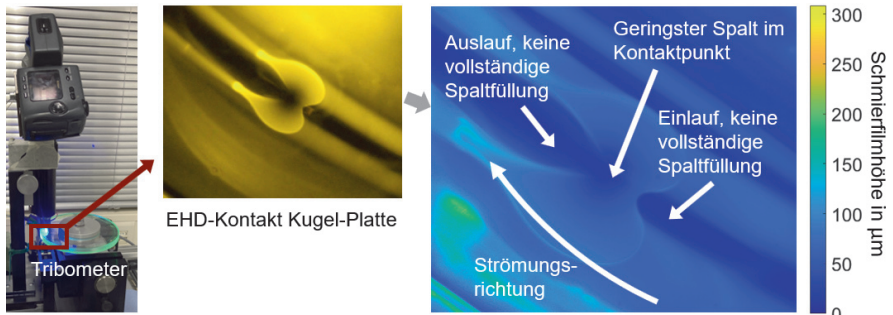 Tribometer
EHD-Kontakt Kugel-Platte
Auslauf, keine
vollständige
Spaltfüllung
Geringster Spalt im
Kontaktpunkt
Einlauf, keine
vollständige
Spaltfüllung
Strömungs-
richtung
300
250
200
150
100
50
0
Schmierfilmhöhe in µm